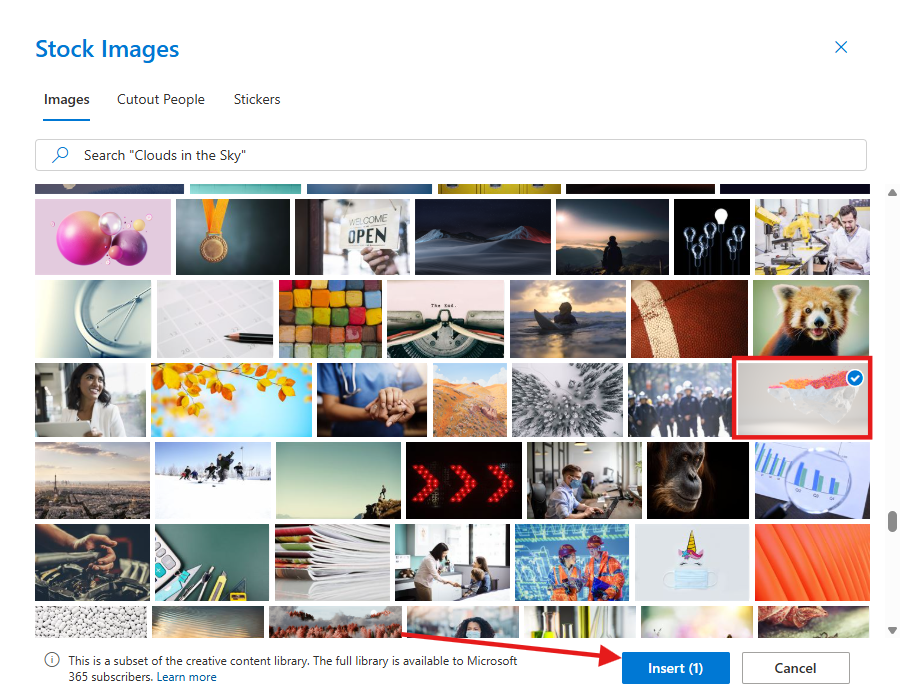 Stock Images
Images Cutout People Stickers
Search "Clouds in the Sky"
WELCOME
OPEN
The End.
This is a subset of the creative content library. The full library is available to Microsoft
365 subscribers. Learn more
Insert (1) Cancel